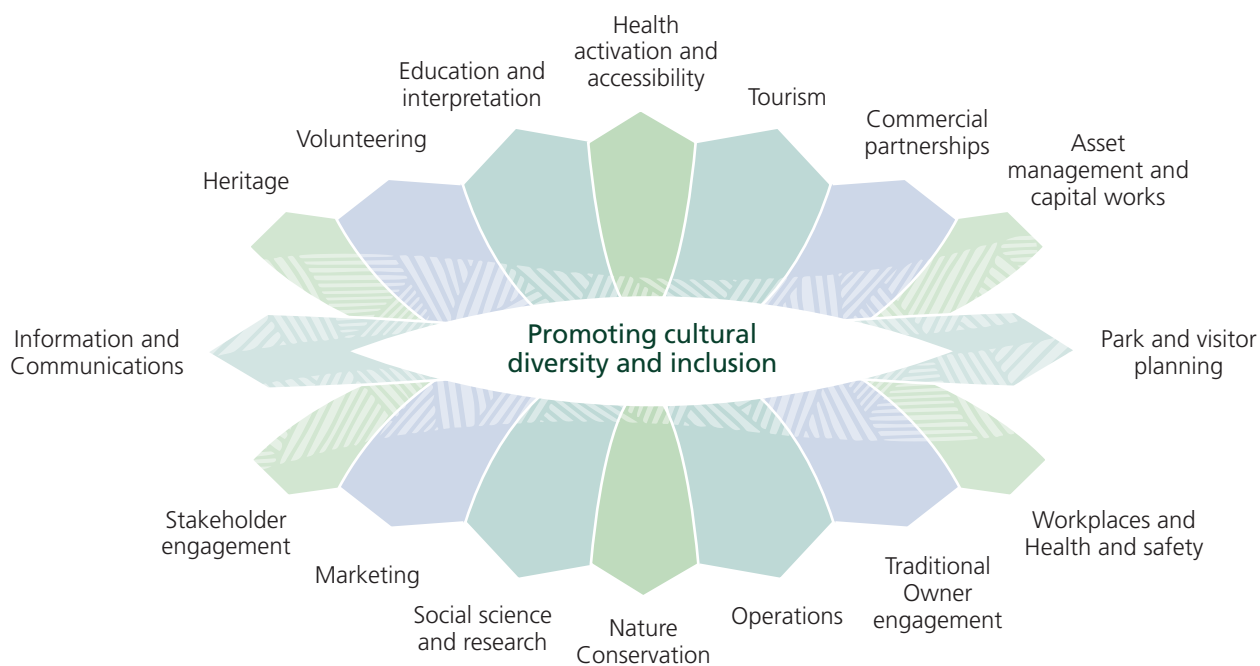 Health
activation and
accessibility
Education and
interpretation
Tourism
Volunteering
Commercial
partnerships
Heritage
Asset
management and
capital works
Information and
Communications
Promoting cultural
diversity and inclusion
Park and visitor
planning
Stakeholder
engagement
Marketing
Social science
and research
Nature
Conservation
Operations
Traditional
Owner
engagement
Workplaces and
Health and safety